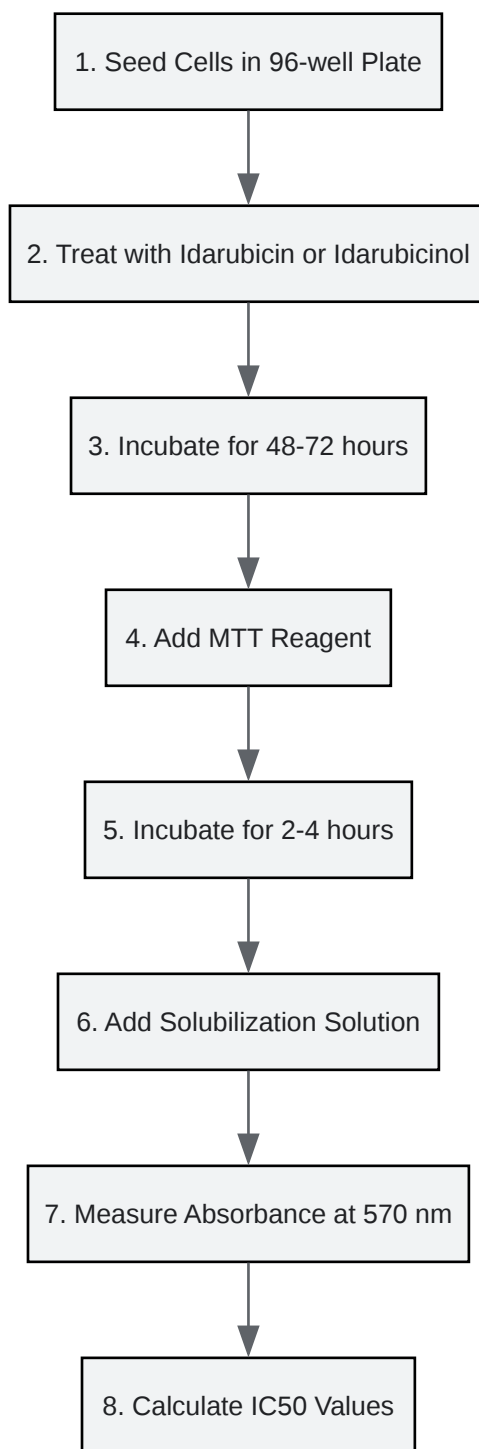 1. Seed Cells in 96-well Plate
2. Treat with Idarubicin or Idarubicinol
3. Incubate for 48-72 hours
4. Add MTT Reagent
5. Incubate for 2-4 hours
6. Add Solubilization Solution
7. Measure Absorbance at 570 nm
8. Calculate IC50 Values